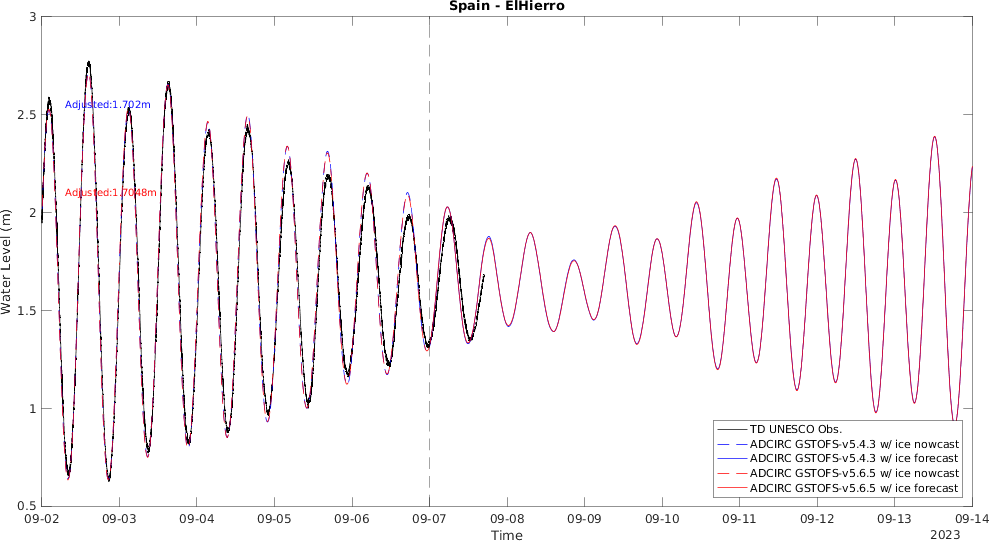 Spain - ElHierro
3
2.5
2
1.5
1
0.5
Water Level (m)
Adjusted:1.702m
Adjusted:1.7048m
TD UNESCO Obs.
ADCIRC GSTOFS-v5.4.3 w/ ice nowcast
ADCIRC GSTOFS-v5.4.3 w/ ice forecast
ADCIRC GSTOFS-v5.6.5 w/ ice nowcast
ADCIRC GSTOFS-v5.6.5 w/ ice forecast
09-02 09-03 09-04 09-05 09-06 09-07 09-08 09-09 09-10 09-11 09-12 09-13 09-14
Time
2023